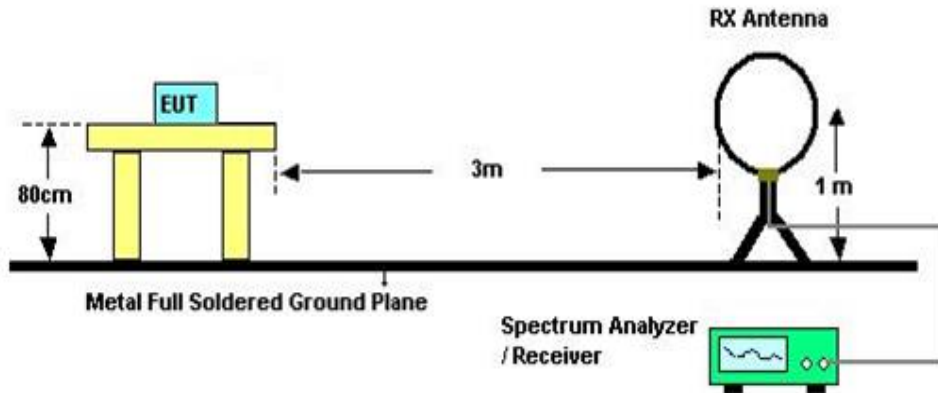 RX Antenna
EUT
3m
80cm
1 m
Metal Full Soldered Ground Plane
Spectrum Analyzer
/ Receiver